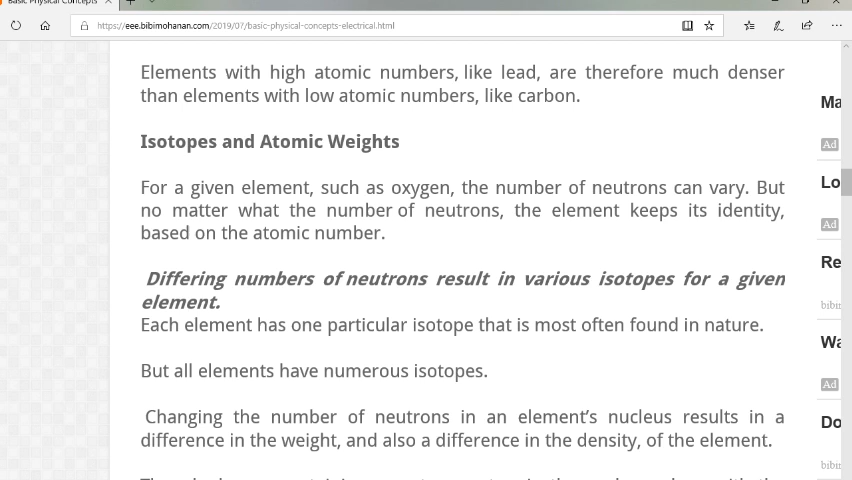 Basic Physical Concepts
https://eee.bibimohanan.com/2019/07/basic-physical-concepts-electrical.html
Elements with high atomic numbers, like lead, are therefore much denser
than elements with low atomic numbers, like carbon.
Isotopes and Atomic Weights
For a given element, such as oxygen, the number of neutrons can vary. But
no matter what the number of neutrons, the element keeps its identity,
based on the atomic number.
Differing numbers of neutrons result in various isotopes for a given
element.
Each element has one particular isotope that is most often found in nature.
But all elements have numerous isotopes.
Changing the number of neutrons in an element's nucleus results in a
difference in the weight, and also a difference in the density, of the element.
Ma
Ad
Lo
Ad
Re
bibin
Wa
Ad
Do
bibin